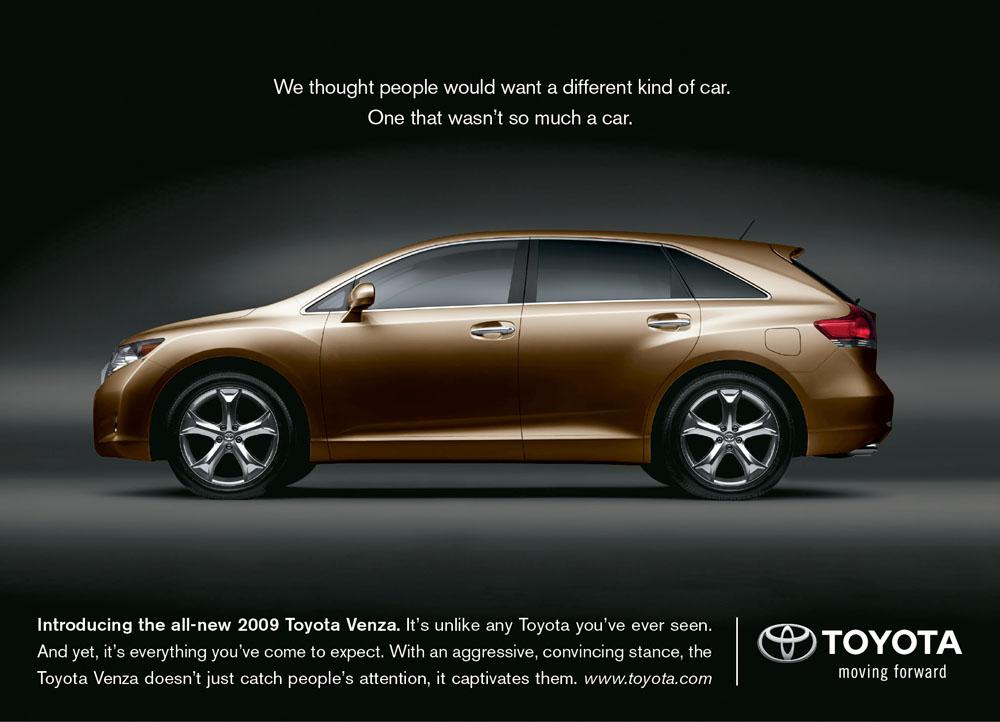 We thought people would want a different kind of car.
One that wasn't so much a car.
Introducing the all-new 2009 Toyota Venza. It's unlike any Toyota you've ever seen.
And yet, it's everything you've come to expect. With an aggressive, convincing stance, the
Toyota Venza doesn't just catch people's attention, it captivates them. www.toyota.com
TOYOTA
moving forward